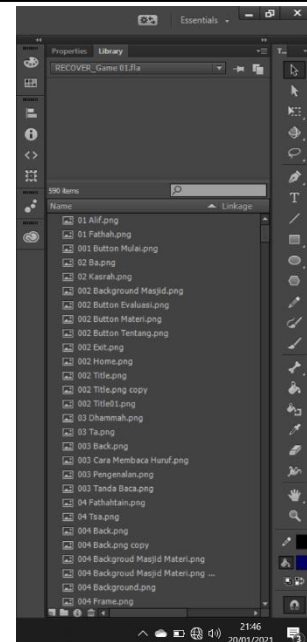 Essentials
Properties Library
T...
RECOVER_Game 01.fla
590 items
Name Linkage
01 Alif.png
01 Fathah.png
001 Button Mulai.png
02 Ba.png
02 Kasrah.png
002 Background Masjid.png
002 Button Evaluasi.png
002 Button Materi.png
002 Button Tentang.png
002 Exit.png
002 Home.png
002 Title.png
002 Title.png copy
002 Title01.png
03 Dhammah.png
03 Ta.png
003 Back.png
003 Cara Membaca Huruf.png
003 Pengenalan.png
003 Tanda Baca.png
04 Fathahtain.png
04 Tsa.png
004 Back.png
004 Back.png copy
004 Backgroud Masjid Materi.png
004 Backgroud Masjid Materi.png ...
004 Background.png
004 Frame.png
21:46
20/01/2021